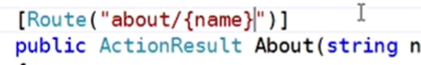 [Route("about/{name}")]
public ActionResult About(string n